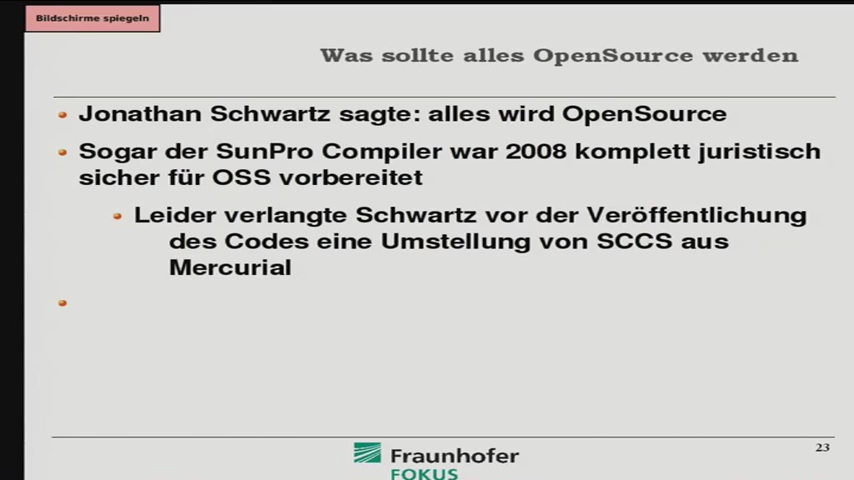 Bildschirme spiegeln
Was sollte alles OpenSource werden
Jonathan Schwartz sagte: alles wird OpenSource
Sogar der SunPro Compiler war 2008 komplett juristisch
sicher für OSS vorbereitet
Leider verlangte Schwartz vor der Veröffentlichung
des Codes eine Umstellung von SCCS aus
Mercurial
23
Fraunhofer
FOKUS